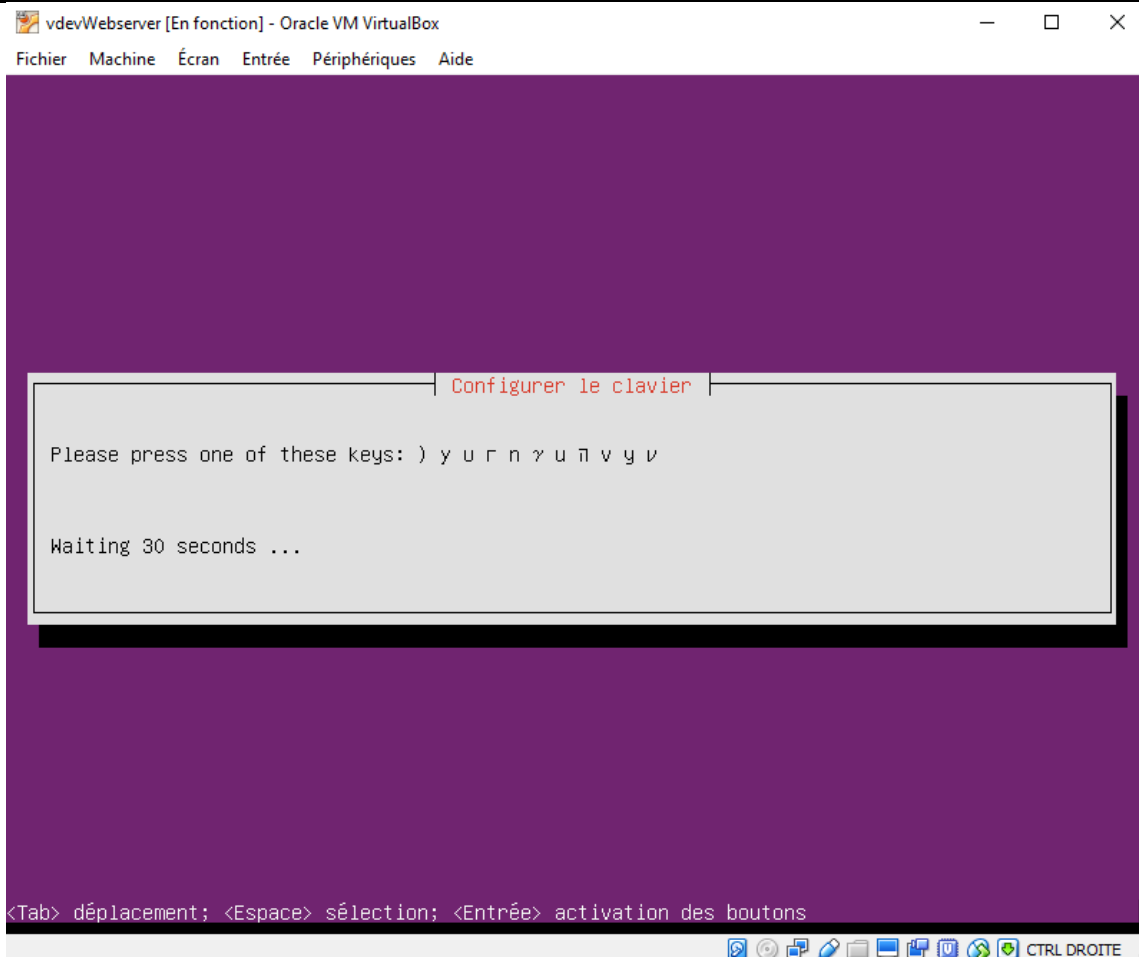 vdevWebserver [En fonction] - Oracle VM VirtualBox
Fichier Machine Écran Entrée Périphériques Aide
Configurer le clavier
Please press one of these keys: ) y u г n γ u ה v y ν
Waiting 30 seconds ...
<Tab> déplacement; <Espace> sélection; <Entrée> activation des boutons
CTRL DROITE